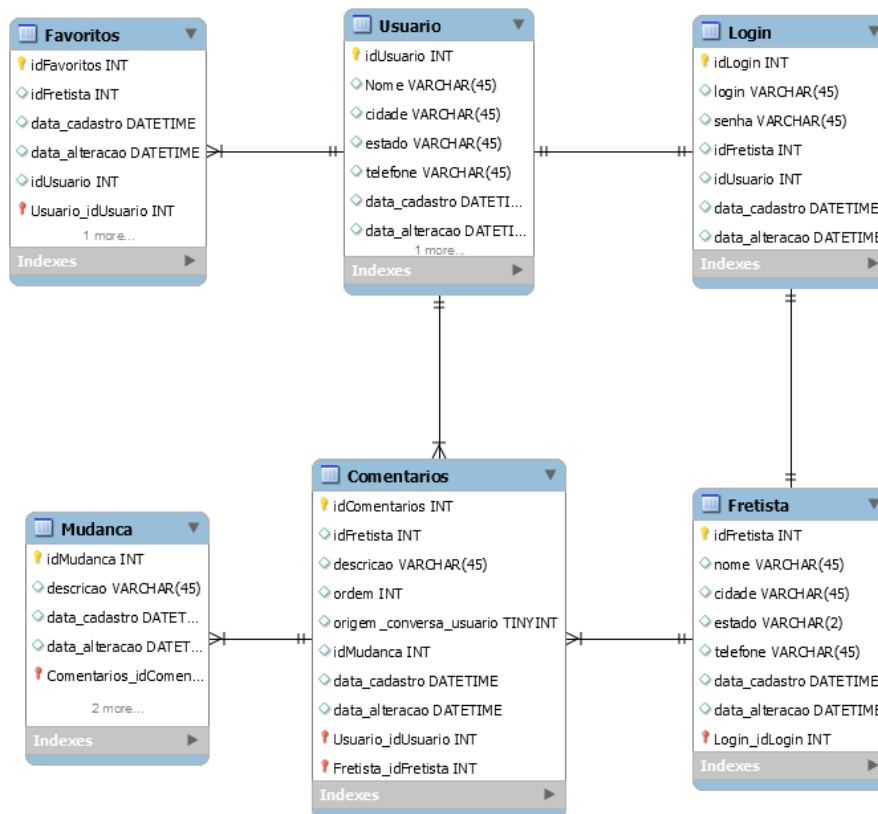 Favoritos
idFavoritos INT
idFretista INT
data_cadastro DATETIME
data_alteracao DATETIME
idUsuario INT
Usuario_idUsuario INT
1 more...
Indexes
Usuario
idUsuario INT
Nome VARCHAR(45)
cidade VARCHAR(45)
estado VARCHAR(45)
telefone VARCHAR(45)
data_cadastro DATETI...
data_alteracao DATETI...
1 more...
Indexes
Login
idLogin INT
login VARCHAR(45)
senha VARCHAR(45)
idFretista INT
idUsuario INT
data_cadastro DATETIME
data_alteracao DATETIME
Indexes
Mudanca
idMudanca INT
descricao VARCHAR(45)
data_cadastro DATET...
data_alteracao DATET...
Comentarios_idComen...
2 more...
Indexes
Comentarios
idComentarios INT
idFretista INT
descricao VARCHAR(45)
ordem INT
origem_conversa_usuario TINYINT
idMudanca INT
data_cadastro DATETIME
data_alteracao DATETIME
Usuario_idUsuario INT
Fretista_idFretista INT
Indexes
Fretista
idFretista INT
nome VARCHAR(45)
cidade VARCHAR(45)
estado VARCHAR(2)
telefone VARCHAR(45)
data_cadastro DATETIME
data_alteracao DATETIME
Login_idLogin INT
Indexes